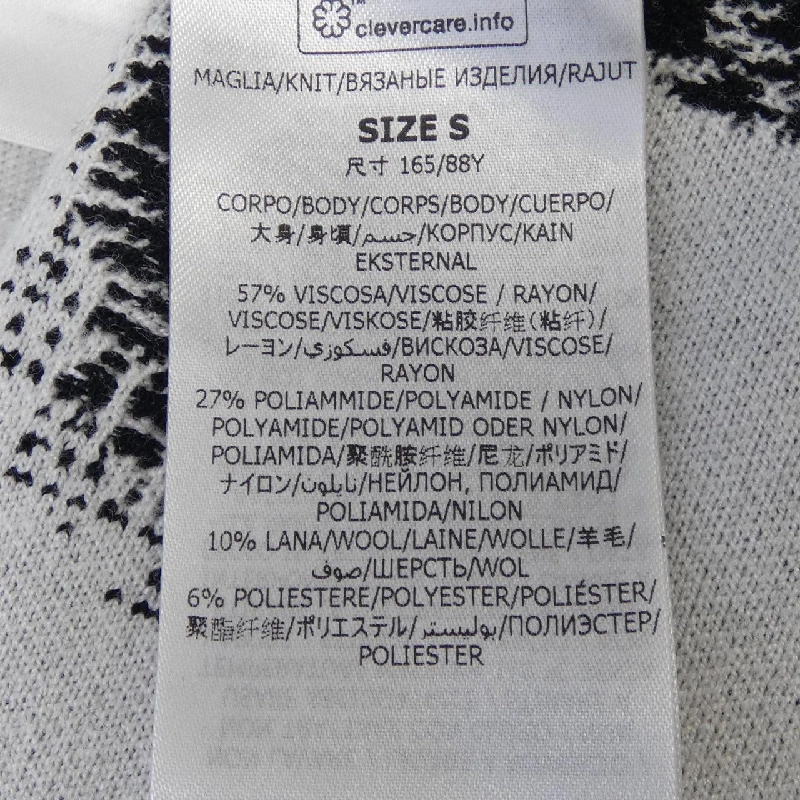 ™
clevercare.info
MAGLIA/KNIT/ВЯЗАНЫЕ ИЗДЕЛИЯ/RAJUT
SIZE S
尺寸 165/88Y
CORPO/BODY/CORPS/BODY/CUERPO/
大身/身頃/جسم/КОРПУС/KAIN
EKSTERNAL
57% VISCOSA/VISCOSE / RAYON/
VISCOSE/VISKOSE/粘胶纤维(粘纤)/
レーヨン/فسكوزي/ВИСКОЗА/VISCOSE/
RAYON
27% POLIAMMIDE/POLYAMIDE / NYLON/
POLYAMIDE/POLYAMID ODER NYLON/
POLIAMIDA/聚酰胺纤维/尼龙/ポリアミド/
ナイロン/نايلون/НЕЙЛОН, ПОЛИАМИД/
POLIAMIDA/NILON
10% LANA/WOOL/LAINE/WOLLE/羊毛/
صوف/ШЕРСТЬ/WOL
6% POLIESTERE/POLYESTER/POLIÉSTER/
聚酯纤维/ポリエステル/بوليستر/ПОЛИЭСТЕР/
POLIESTER